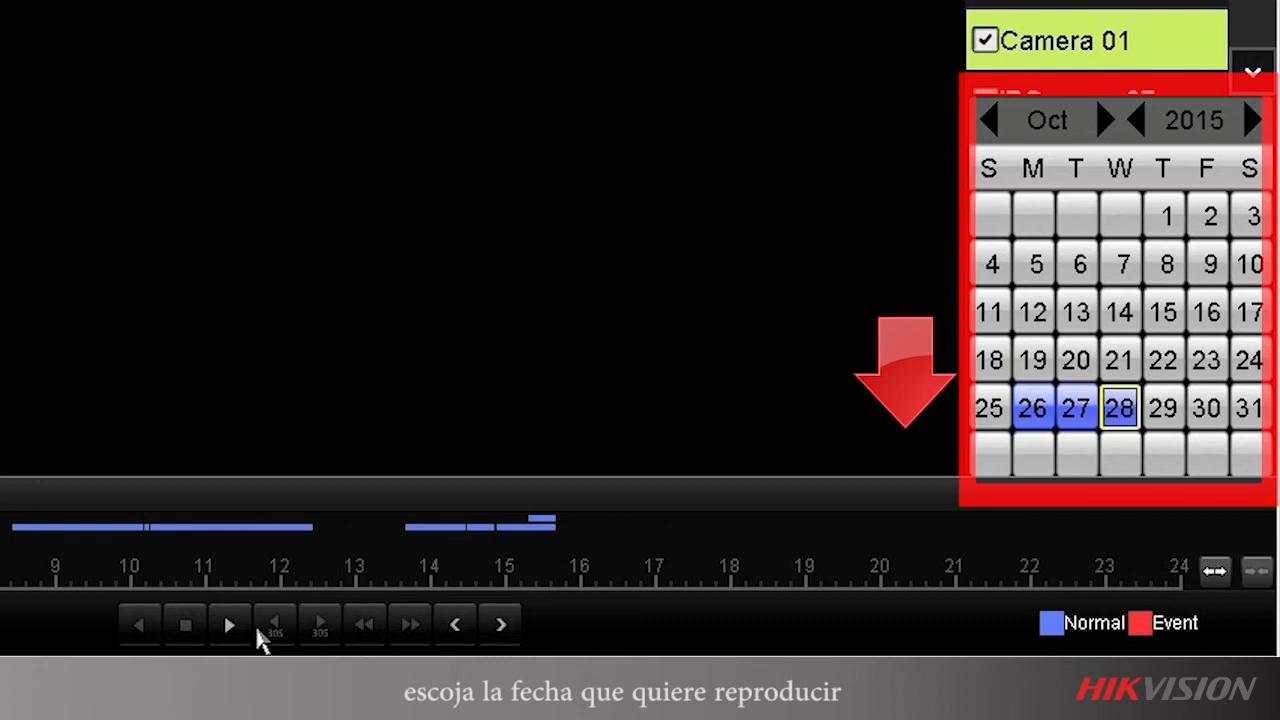 Camera 01
Oct 2015
S M T W T F S
1 2 3
4 5 6 7 8 9 10
11 12 13 14 15 16 17
18 19 20 21 22 23 24
25 26 27 28 29 30 31
9 10 11 12 13 14 15 16 17 18 19 20 21 22 23 24
30S 30S
Normal Event
escoja la fecha que quiere reproducir
HIKVISION